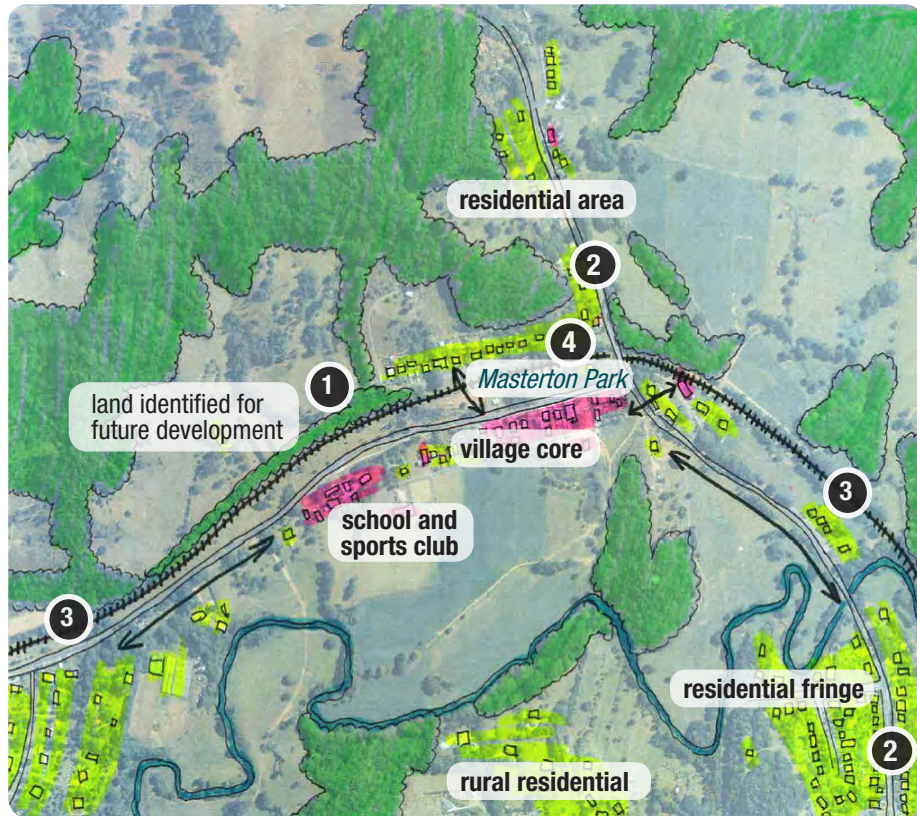 residential area
2
4
1
Masterton Park
land identified for
future development
village core
3
school and
sports club
3
residential fringe
2
rural residential